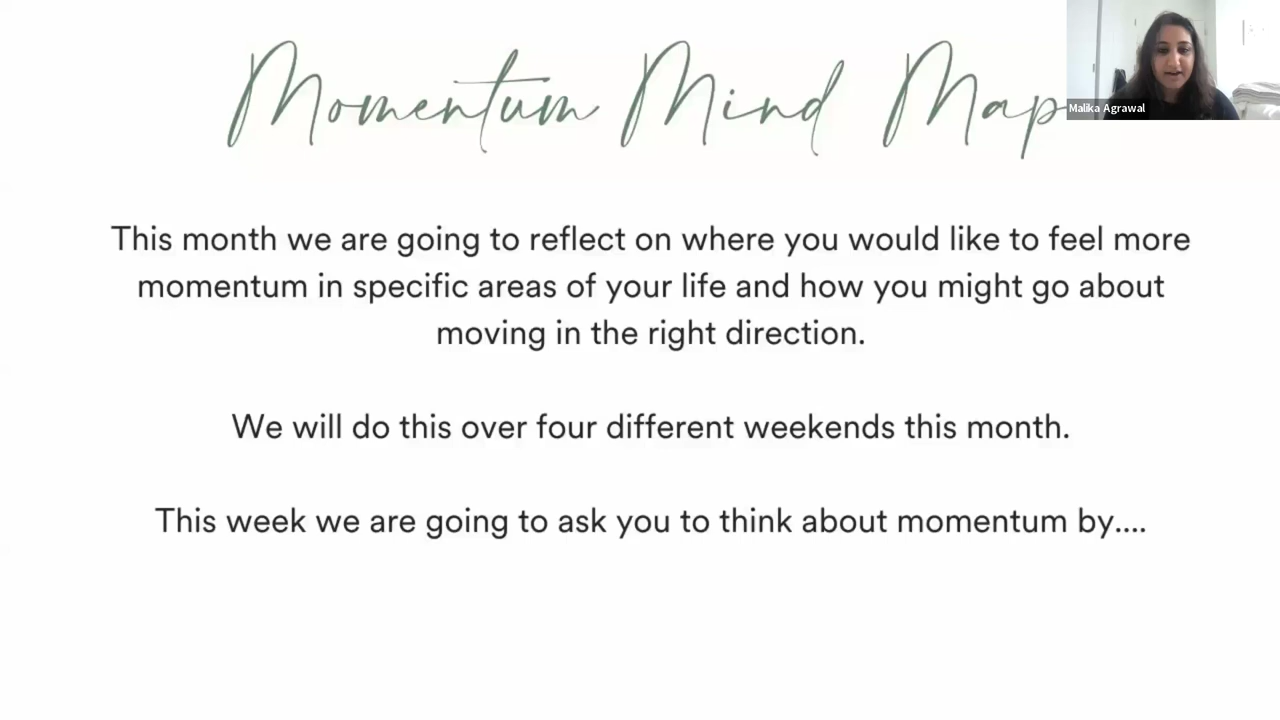 Momentum Mind Map
Malika Agrawal
This month we are going to reflect on where you would like to feel more
momentum in specific areas of your life and how you might go about
moving in the right direction.
We will do this over four different weekends this month.
This week we are going to ask you to think about momentum by....